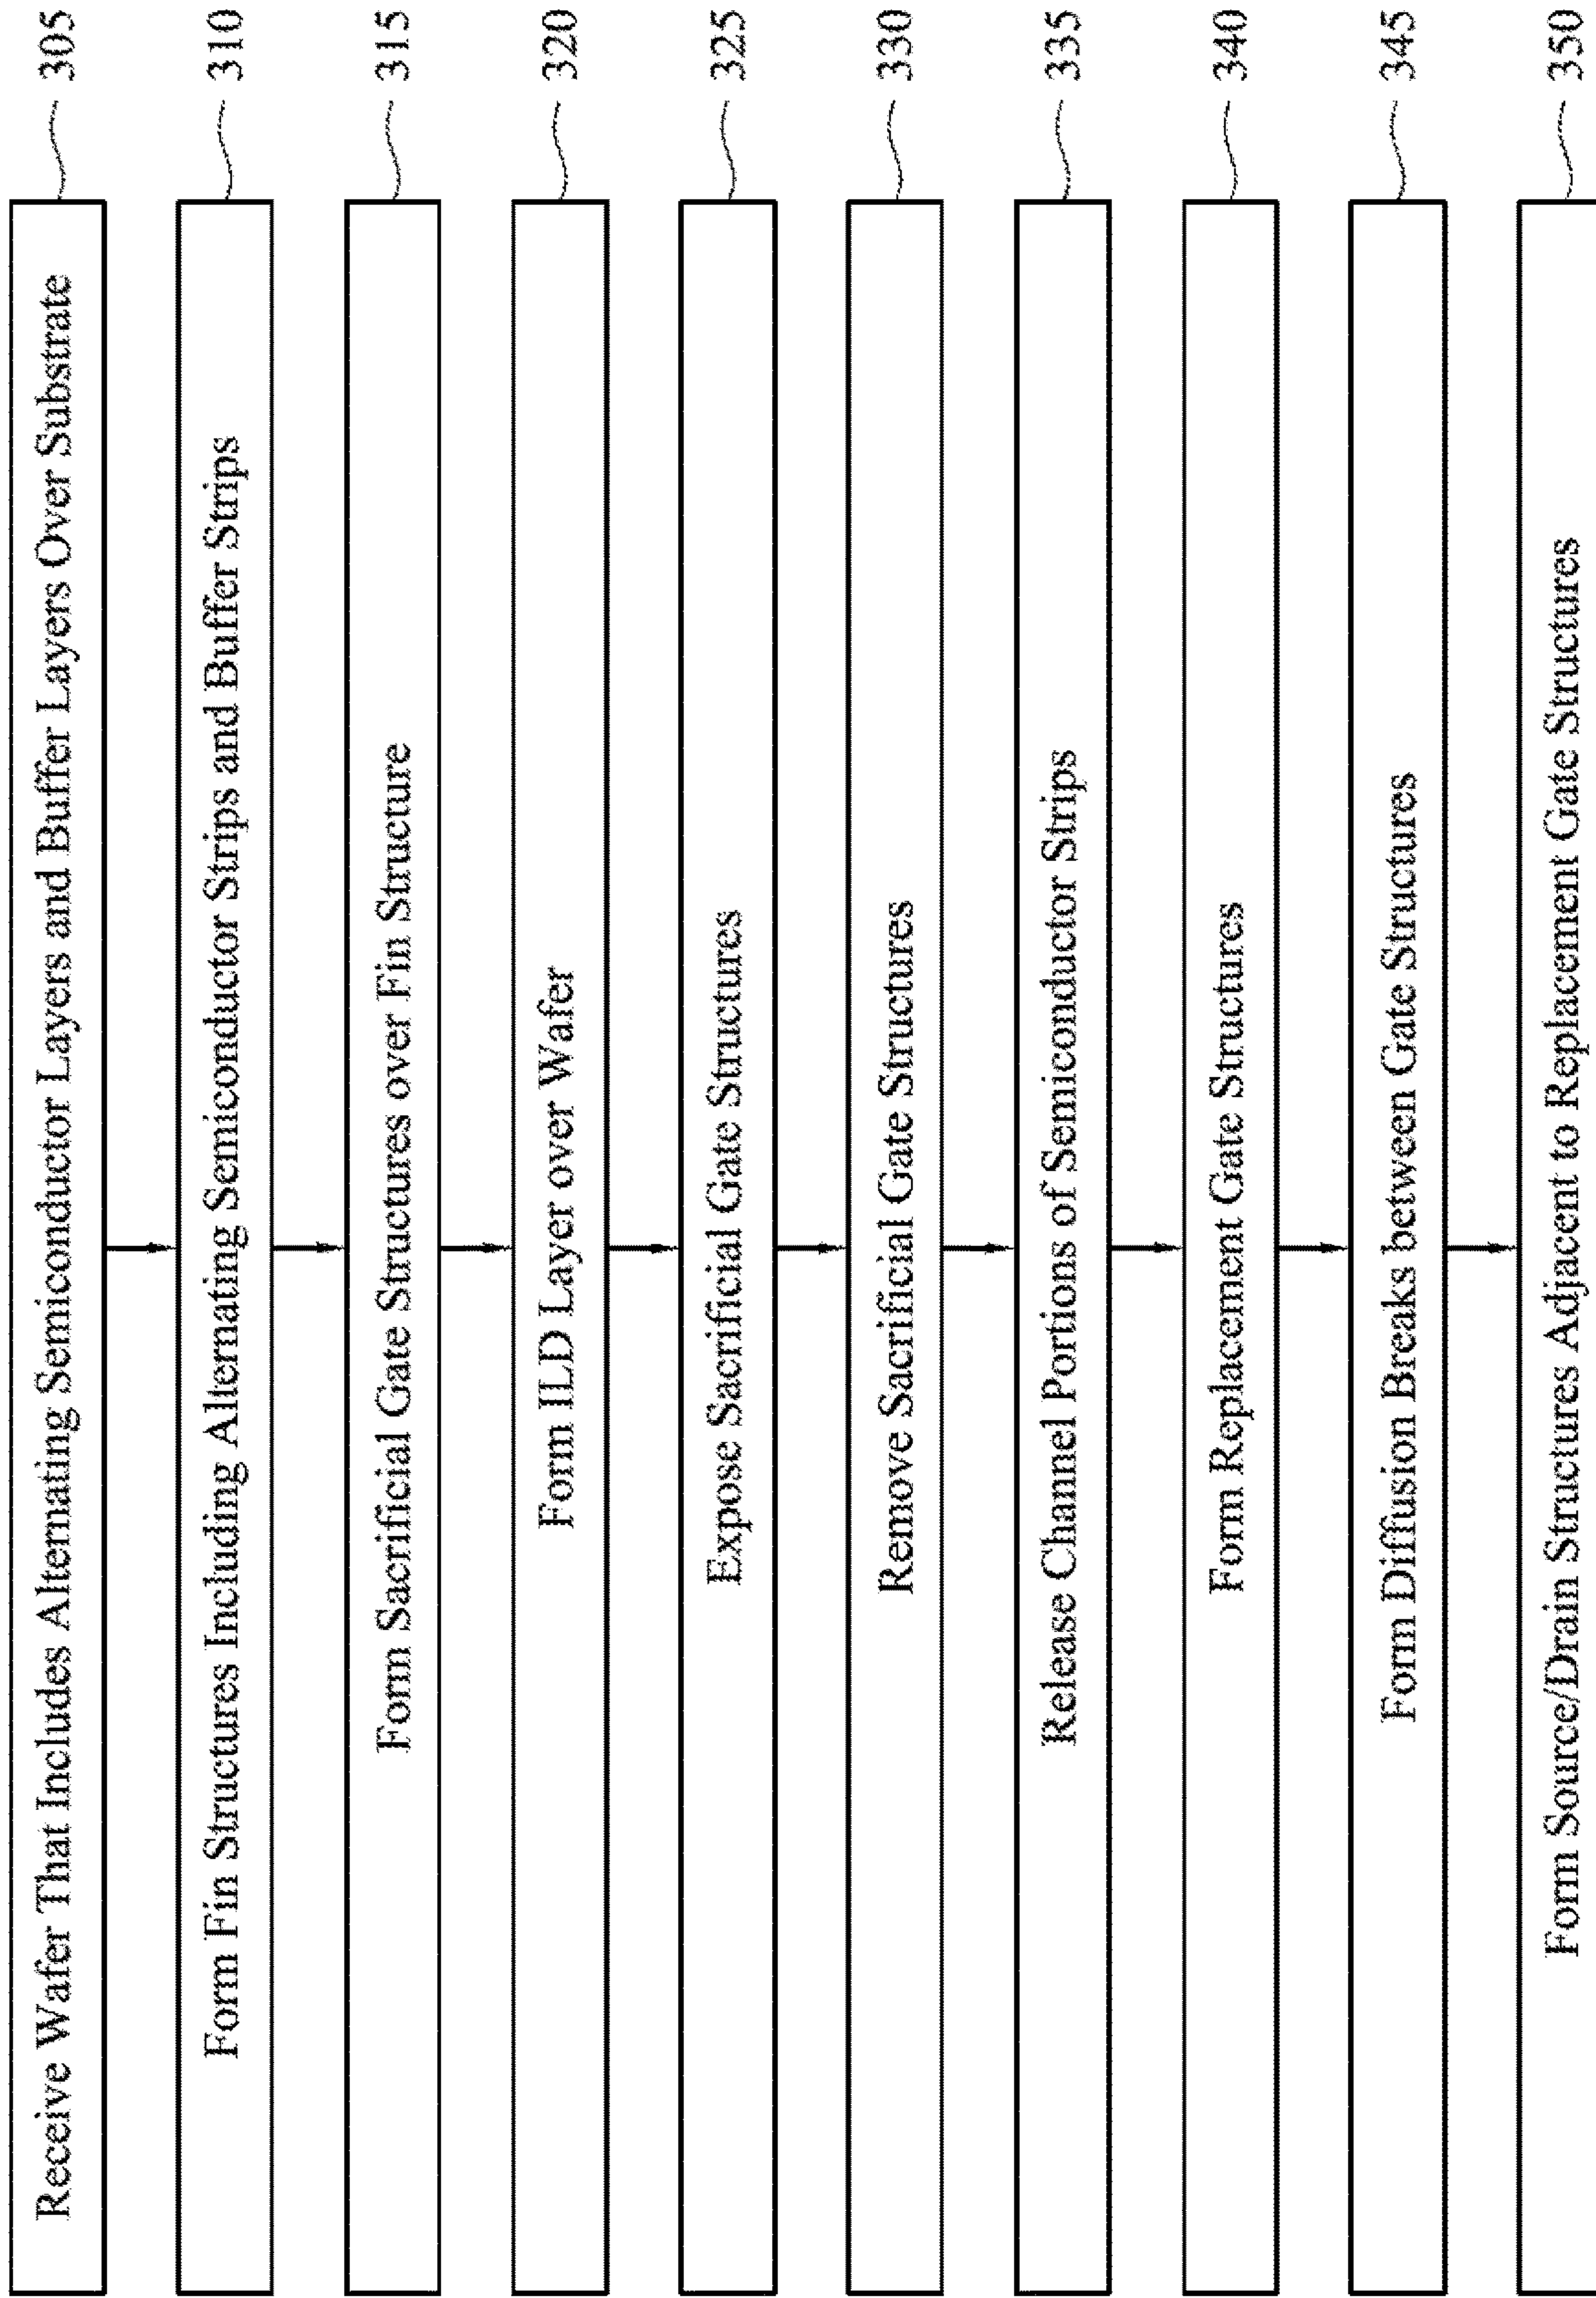 Receive Wafer That Includes Alternating Semiconductor Layers and Buffer Layers Over Substrate 305
Form Fin Structures Including Alternating Semiconductor Strips and Buffer Strips 310
Form Sacrificial Gate Structures over Fin Structure 315
Form ILD Layer over Wafer 320
Expose Sacrificial Gate Structures 325
Remove Sacrificial Gate Structures 330
Release Channel Portions of Semiconductor Strips 335
Form Replacement Gate Structures 340
Form Diffusion Breaks between Gate Structures 345
Form Source/Drain Structures Adjacent to Replacement Gate Structures 350